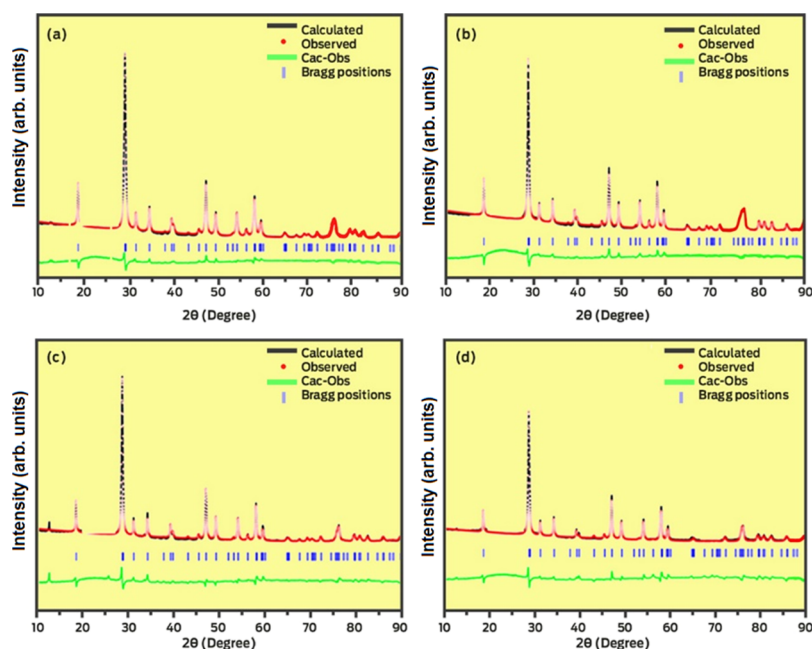 (a)
Calculated
Observed
Cac-Obs
Bragg positions
Intensity (arb. units)
10 20 30 40 50 60 70 80 90
2θ (Degree)
(b)
Calculated
Observed
Cac-Obs
Bragg positions
Intensity (arb. units)
10 20 30 40 50 60 70 80 90
2θ (Degree)
(c)
Calculated
Observed
Cac-Obs
Bragg positions
Intensity (arb. units)
10 20 30 40 50 60 70 80 90
2θ (Degree)
(d)
Calculated
Observed
Cac-Obs
Bragg positions
Intensity (arb. units)
10 20 30 40 50 60 70 80 90
2θ (Degree)